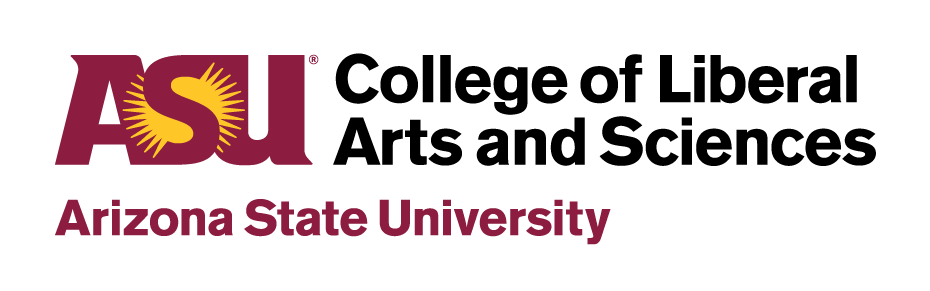 ASU® College of Liberal
Arts and Sciences
Arizona State University